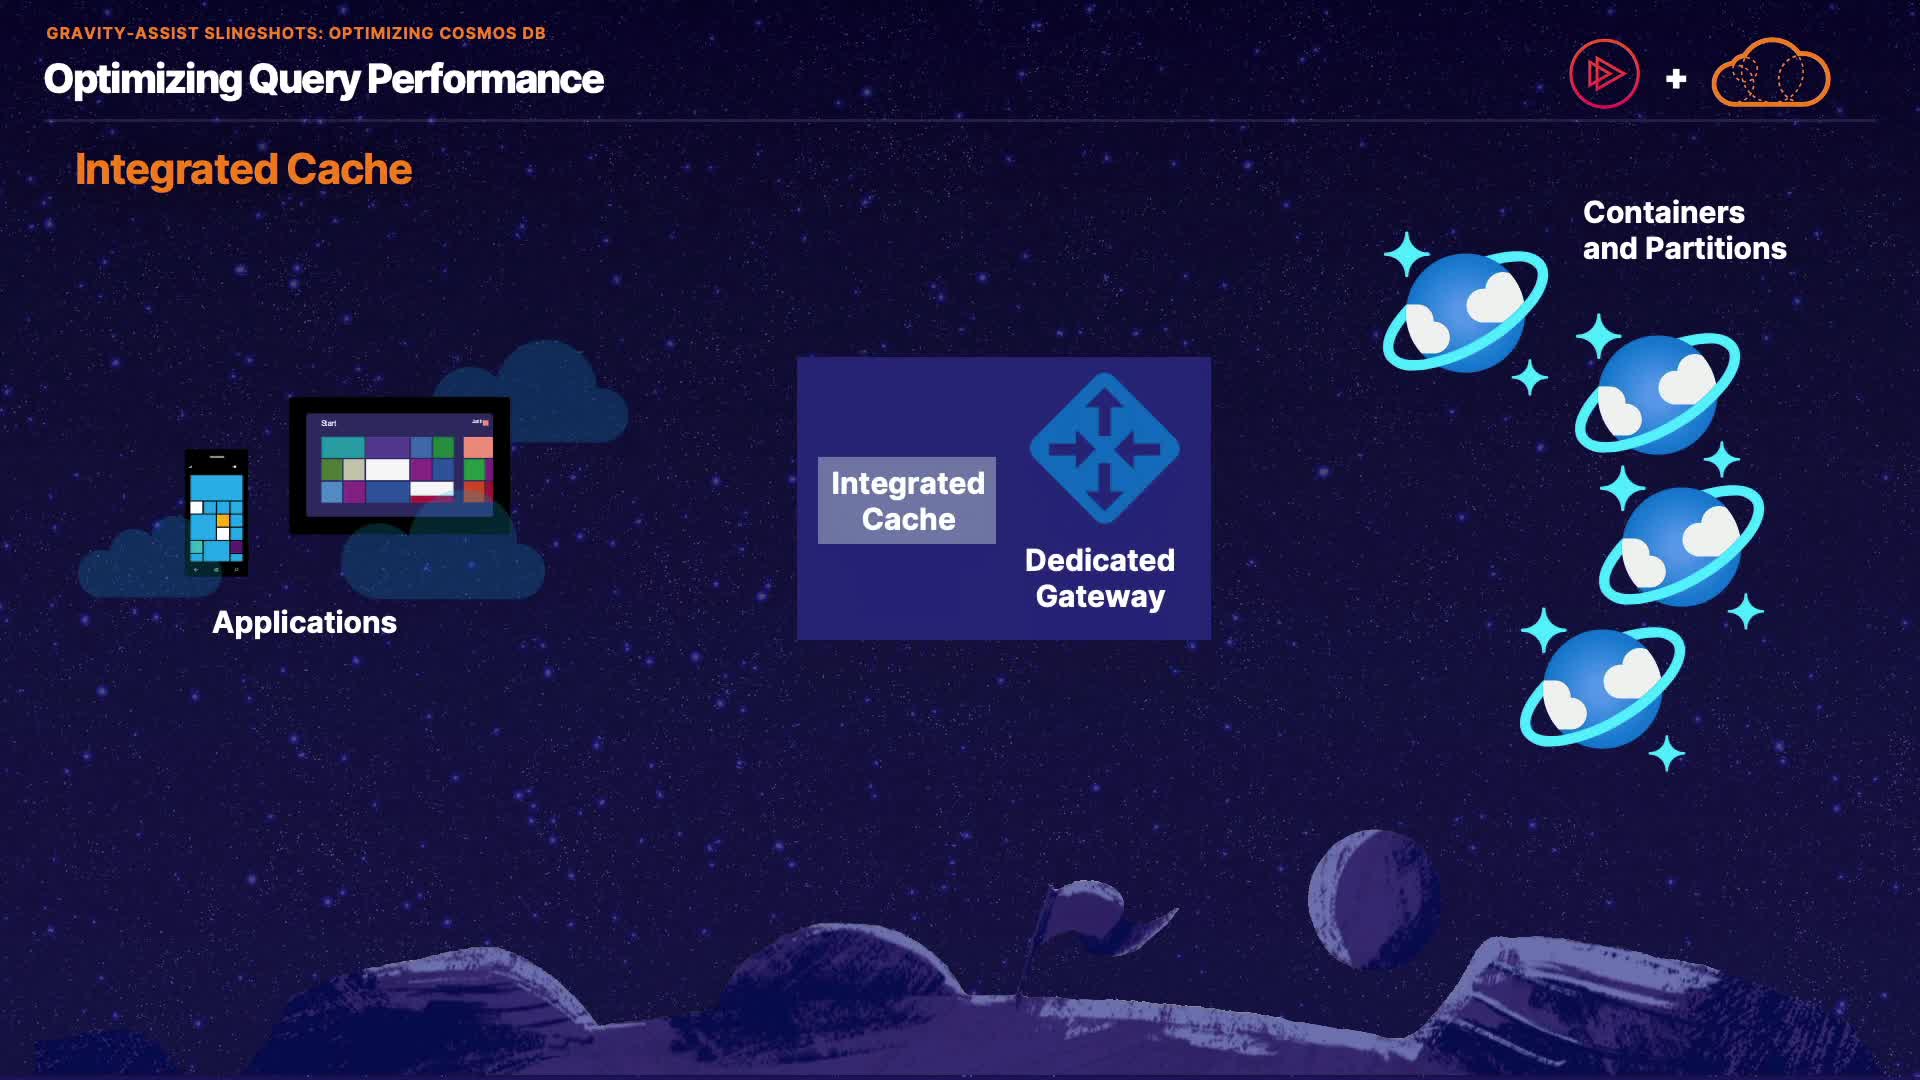 GRAVITY-ASSIST SLINGSHOTS: OPTIMIZING COSMOS DB
Optimizing Query Performance
Integrated Cache
Containers
and Partitions
Start
Integrated
Cache
Dedicated
Gateway
Applications